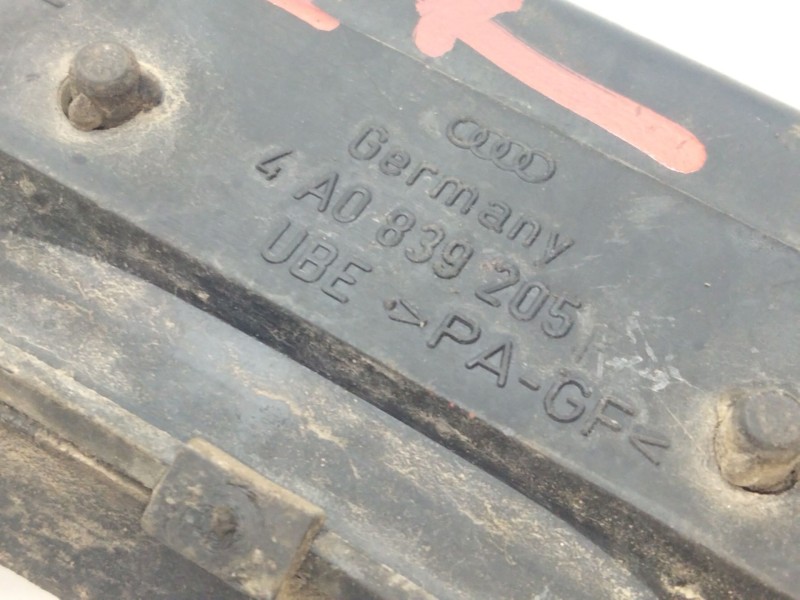 Germany
4 A0 839 205
UBE >PA-GF<